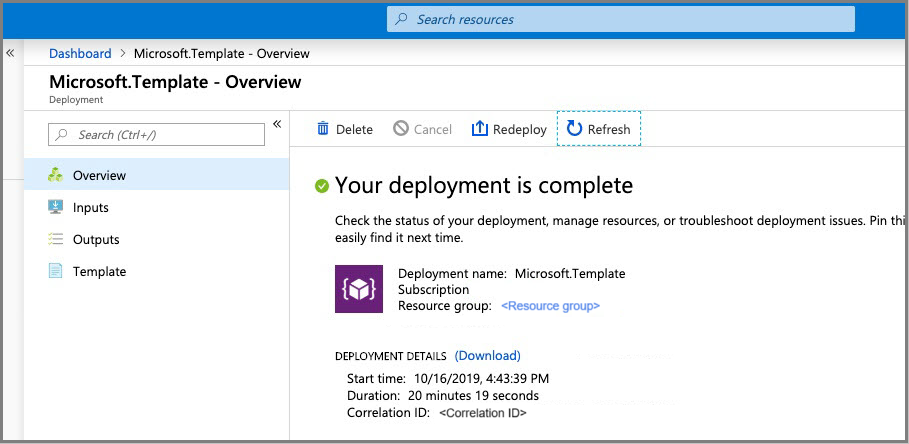 Search resources
«
Dashboard > Microsoft.Template - Overview
Microsoft.Template - Overview
Deployment
Search (Ctrl+/)
«
Delete
Cancel
Redeploy
Refresh
Overview
Inputs
Outputs
Template
Your deployment is complete
Check the status of your deployment, manage resources, or troubleshoot deployment issues. Pin thi
easily find it next time.
Deployment name: Microsoft.Template
Subscription
Resource group: <Resource group>
DEPLOYMENT DETAILS (Download)
Start time: 10/16/2019, 4:43:39 PM
Duration: 20 minutes 19 seconds
Correlation ID: <Correlation ID>